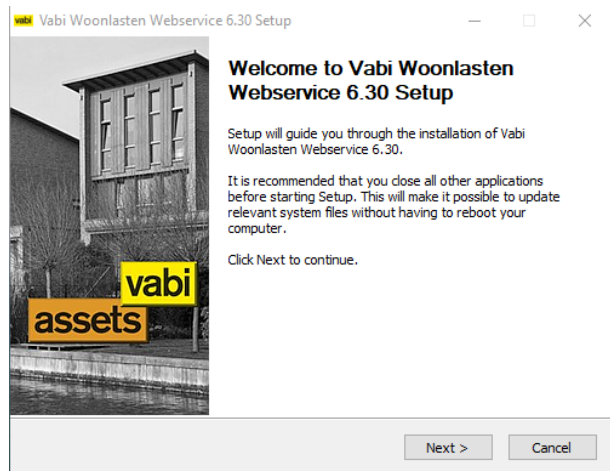 vabi Vabi Woonlasten Webservice 6.30 Setup
Welcome to Vabi Woonlasten
Webservice 6.30 Setup
Setup will guide you through the installation of Vabi
Woonlasten Webservice 6.30.
It is recommended that you close all other applications
before starting Setup. This will make it possible to update
relevant system files without having to reboot your
computer.
Click Next to continue.
vabi
assets
Next >
Cancel